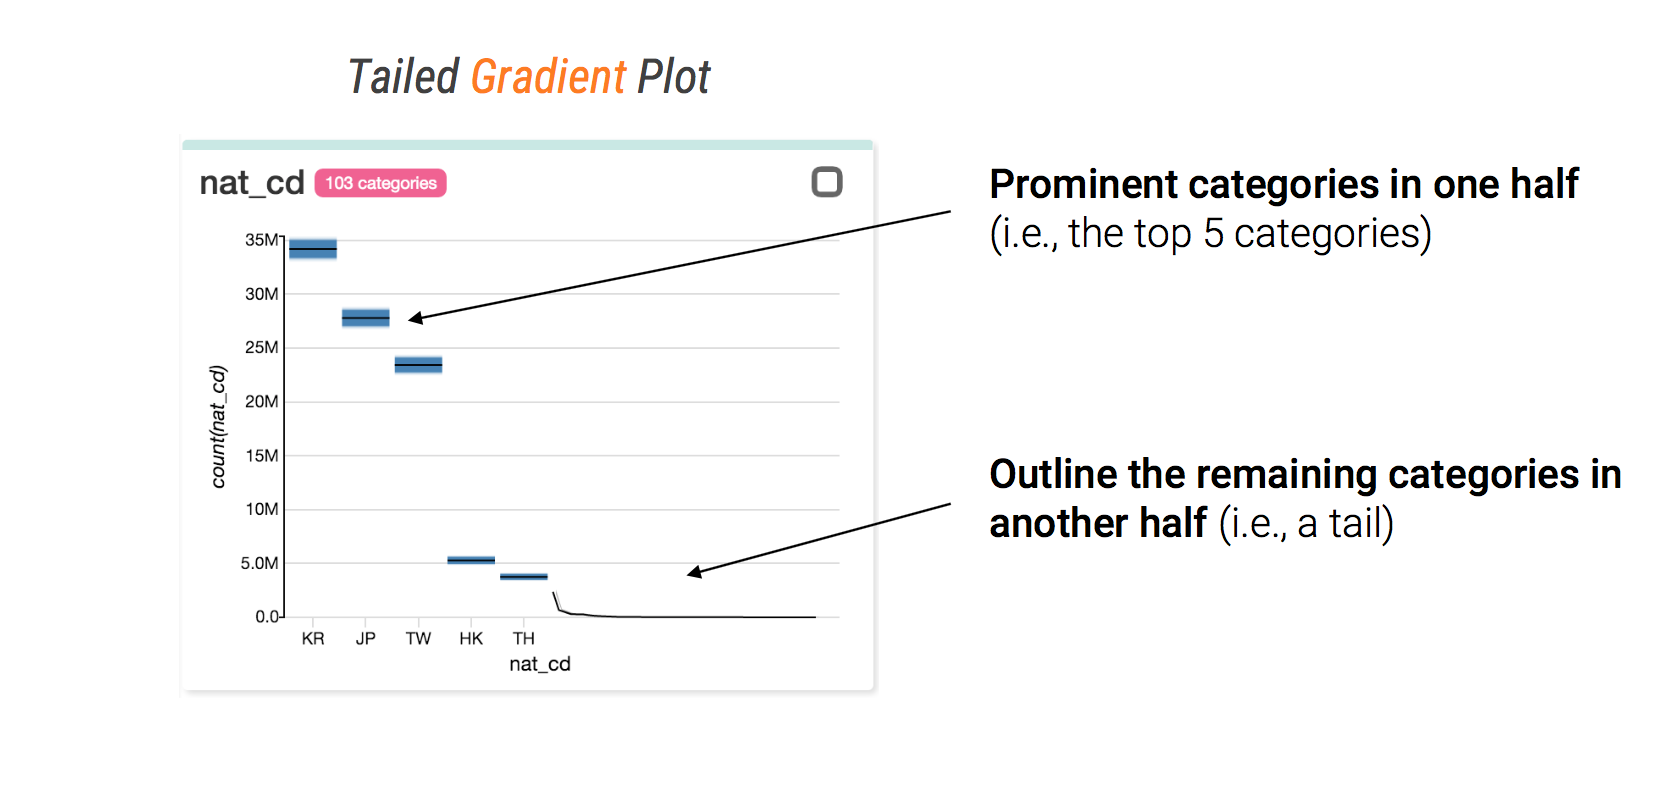 Tailed Gradient Plot
nat_cd 103 categories
35M
30M
25M
20M
15M
10M
5.0M
0.0
count(nat_cd)
KR JP TW HK TH
nat_cd
Prominent categories in one half
(i.e., the top 5 categories)
Outline the remaining categories in
another half (i.e., a tail)